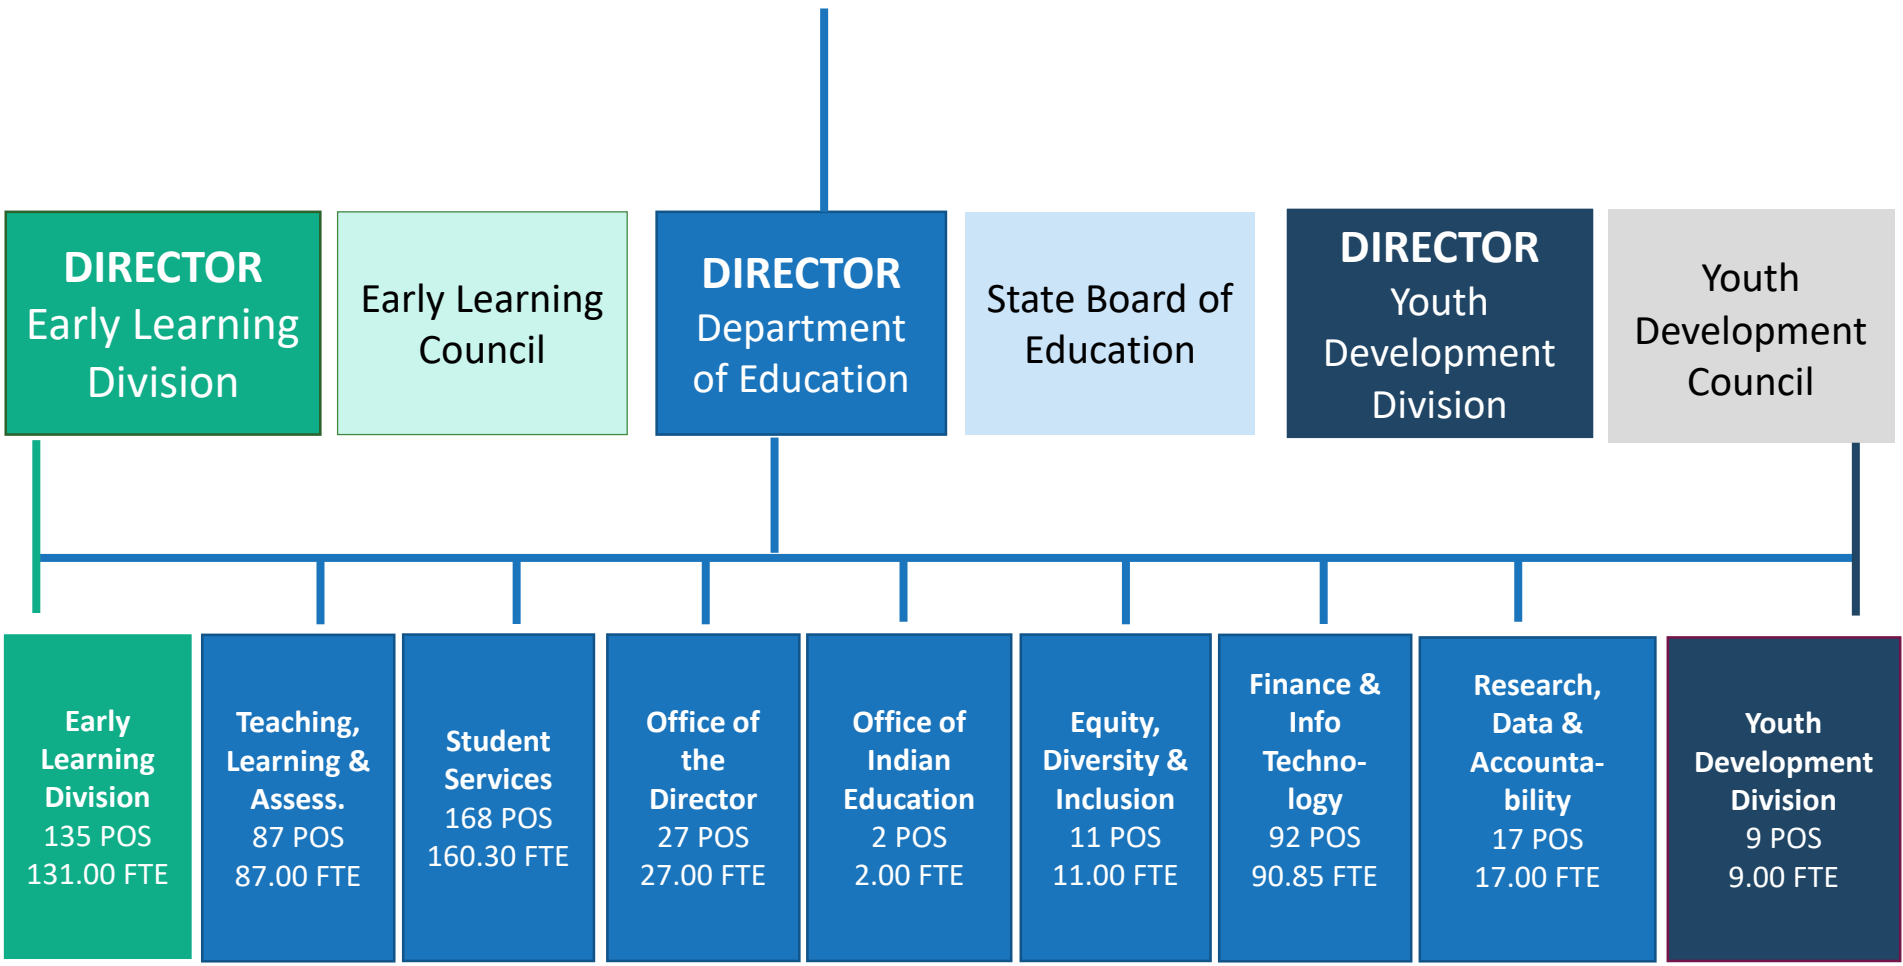 DIRECTOR
Early Learning
Division
Early Learning
Council
DIRECTOR
Department
of Education
State Board of
Education
DIRECTOR
Youth
Development
Division
Youth
Development
Council
Early
Learning
Division
135 POS
131.00 FTE
Teaching,
Learning &
Assess.
87 POS
87.00 FTE
Student
Services
168 POS
160.30 FTE
Office of
the
Director
27 POS
27.00 FTE
Office of
Indian
Education
2 POS
2.00 FTE
Equity,
Diversity &
Inclusion
11 POS
11.00 FTE
Finance &
Info
Techno-
logy
92 POS
90.85 FTE
Research,
Data &
Accounta-
bility
17 POS
17.00 FTE
Youth
Development
Division
9 POS
9.00 FTE